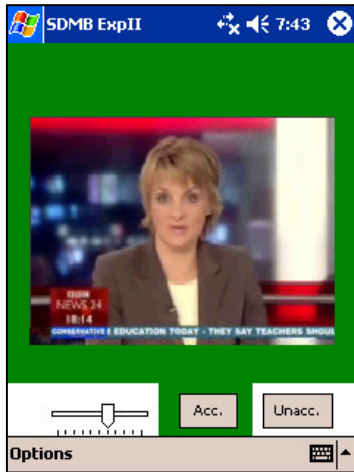 SDMB ExpII 7:43
BBC
NEWS 24
18:14
CONSERVATIVE EDUCATION TODAY - THEY SAY TEACHERS SHOUL
Acc. Unacc.
Options